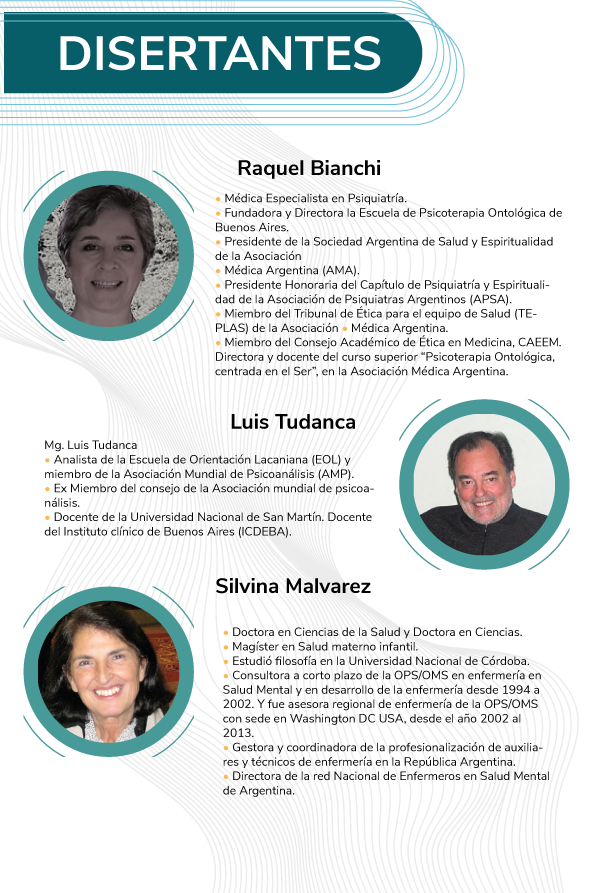 DISERTANTES
Raquel Bianchi
• Médica Especialista en Psiquiatría.
• Fundadora y Directora la Escuela de Psicoterapia Ontológica de
Buenos Aires.
• Presidente de la Sociedad Argentina de Salud y Espiritualidad
de la Asociación
• Médica Argentina (AMA).
• Presidente Honoraria del Capítulo de Psiquiatría y Espirituali-
dad de la Asociación de Psiquiatras Argentinos (APSA).
• Miembro del Tribunal de Ética para el equipo de Salud (TE-
PLAS) de la Asociación • Médica Argentina.
• Miembro del Consejo Académico de Ética en Medicina, CAEEM.
Directora y docente del curso superior “Psicoterapia Ontológica,
centrada en el Ser”, en la Asociación Médica Argentina.
Luis Tudanca
Mg. Luis Tudanca
• Analista de la Escuela de Orientación Lacaniana (EOL) y
miembro de la Asociación Mundial de Psicoanálisis (AMP).
• Ex Miembro del consejo de la Asociación mundial de psicoa-
nálisis.
• Docente de la Universidad Nacional de San Martín. Docente
del Instituto clínico de Buenos Aires (ICDEBA).
Silvina Malvarez
• Doctora en Ciencias de la Salud y Doctora en Ciencias.
• Magíster en Salud materno infantil.
• Estudió filosofía en la Universidad Nacional de Córdoba.
• Consultora a corto plazo de la OPS/OMS en enfermería en
Salud Mental y en desarrollo de la enfermería desde 1994 a
2002. Y fue asesora regional de enfermería de la OPS/OMS
con sede en Washington DC USA, desde el año 2002 al
2013.
• Gestora y coordinadora de la profesionalización de auxilia-
res y técnicos de enfermería en la República Argentina.
• Directora de la red Nacional de Enfermeros en Salud Mental
de Argentina.